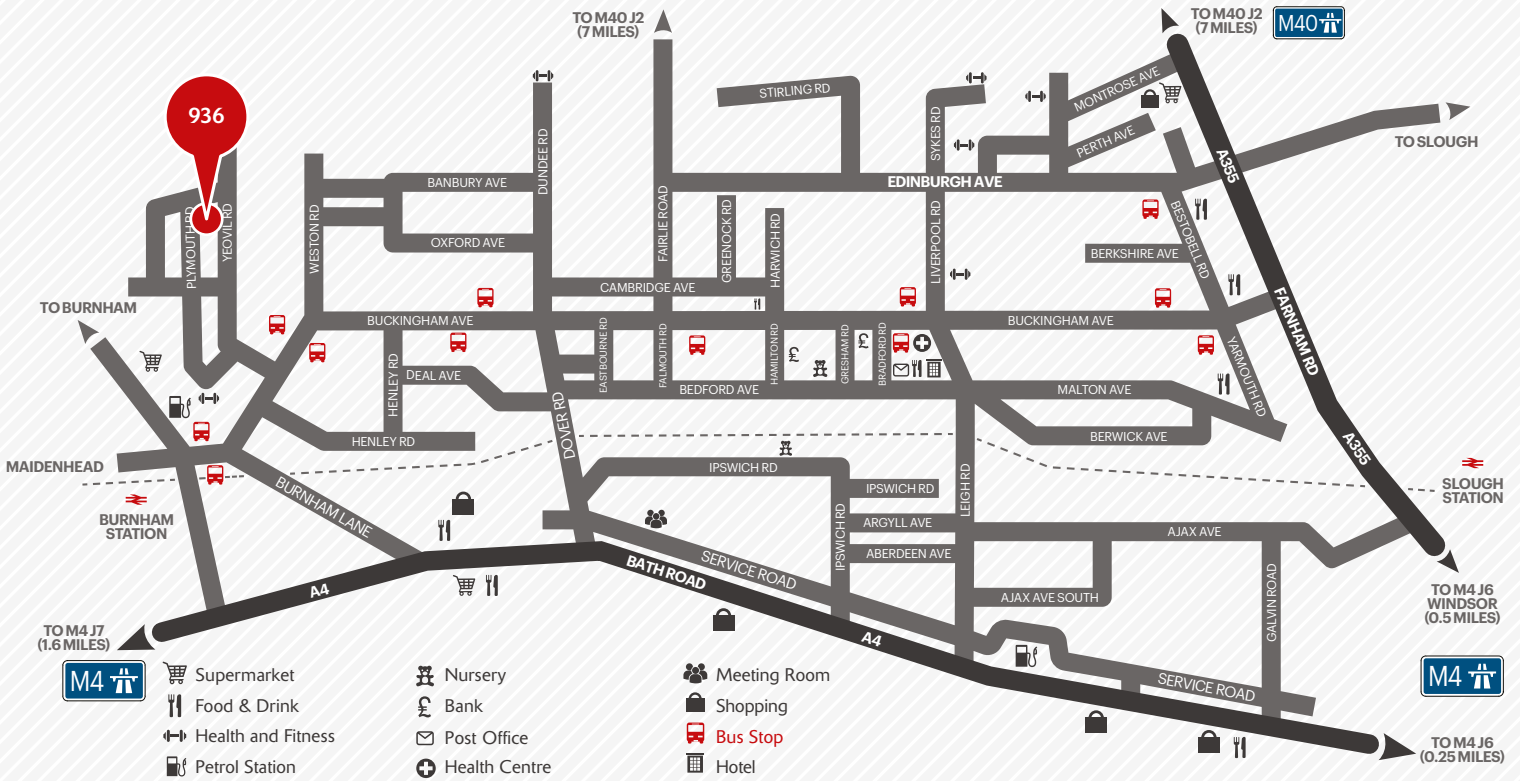 TO M40 J2
(7 MILES)
TO M40 J2
(7 MILES)
M40
936
STIRLING RD
MONTROSE AVE
SYKES RD
PERTH AVE
A355
TO SLOUGH
DUNDEE RD
BANBURY AVE
EDINBURGH AVE
FAIRLIE ROAD
PLYMOUTH RD
YEOVIL RD
WESTON RD
OXFORD AVE
GREENOCK RD
HARWICH RD
LIVERPOOL RD
BESTOBELL RD
BERKSHIRE AVE
CAMBRIDGE AVE
TO BURNHAM
BUCKINGHAM AVE
BUCKINGHAM AVE
FARNHAM RD
HENLEY RD
DEAL AVE
EASTBOURNE RD
FALMOUTH RD
HAMILTON RD
GRESHAM RD
BRADFORD RD
YARMOUTH RD
BEDFORD AVE
MALTON AVE
DOVER RD
HENLEY RD
BERWICK AVE
A355
MAIDENHEAD
IPSWICH RD
IPSWICH RD
LEIGH RD
SLOUGH
STATION
BURNHAM
STATION
BURNHAM LANE
IPSWICH RD
ARGYLL AVE
AJAX AVE
ABERDEEN AVE
SERVICE ROAD
BATH ROAD
A4
AJAX AVE SOUTH
GALVIN ROAD
TO M4 J6
WINDSOR
(0.5 MILES)
TO M4 J7
(1.6 MILES)
A4
M4
M4
SERVICE ROAD
Supermarket
Food & Drink
Health and Fitness
Petrol Station
Nursery
£ Bank
Post Office
Health Centre
Meeting Room
Shopping
Bus Stop
Hotel
£
£
TO M4 J6
(0.25 MILES)